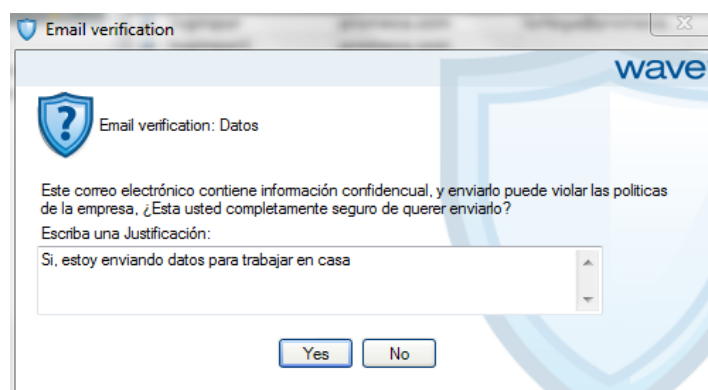 Email verification
wave
Email verification: Datos
Este correo electrónico contiene información confidencual, y enviarlo puede violar las politicas
de la empresa, ¿Esta usted completamente seguro de querer enviarlo?
Escriba una Justificación:
Si, estoy enviando datos para trabajar en casa
Yes No